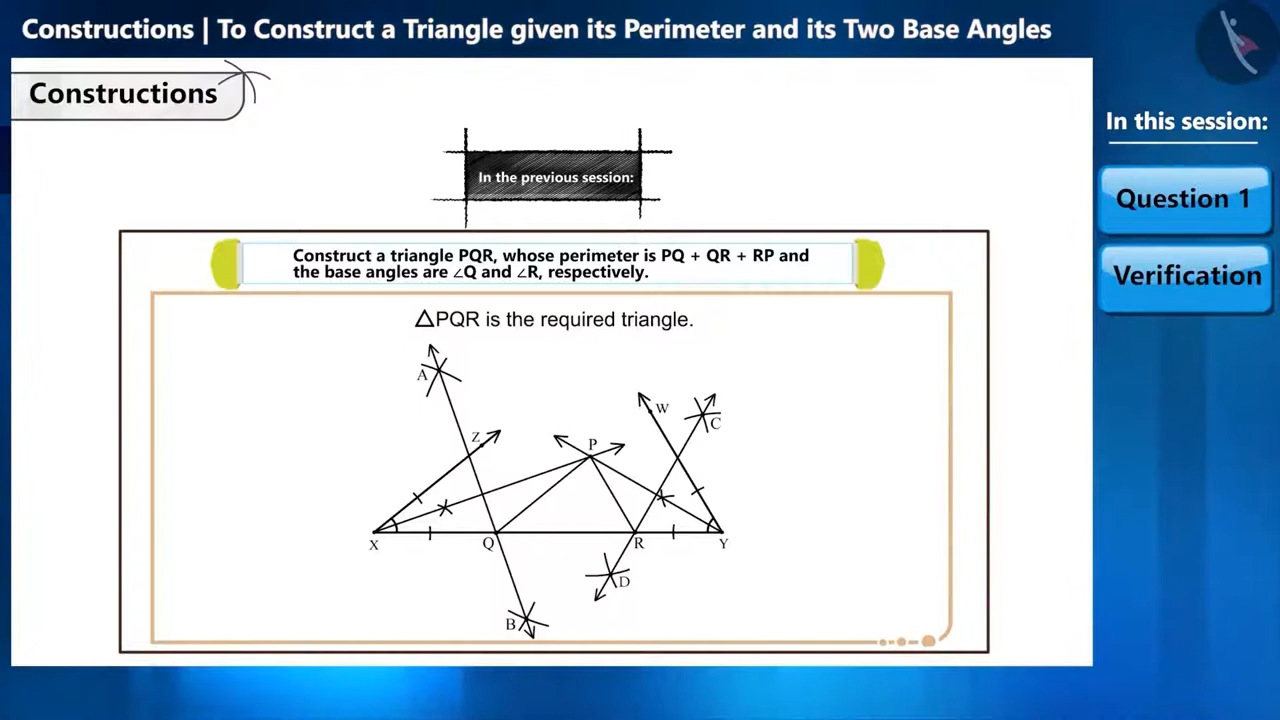 Constructions | To Construct a Triangle given its Perimeter and its Two Base Angles
Constructions
In this session:
Question 1
Verification
In the previous session:
Construct a triangle PQR, whose perimeter is PQ + QR + RP and
the base angles are ∠Q and ∠R, respectively.
△PQR is the required triangle.
A
Z
P
W
C
X
Q
R
Y
D
B